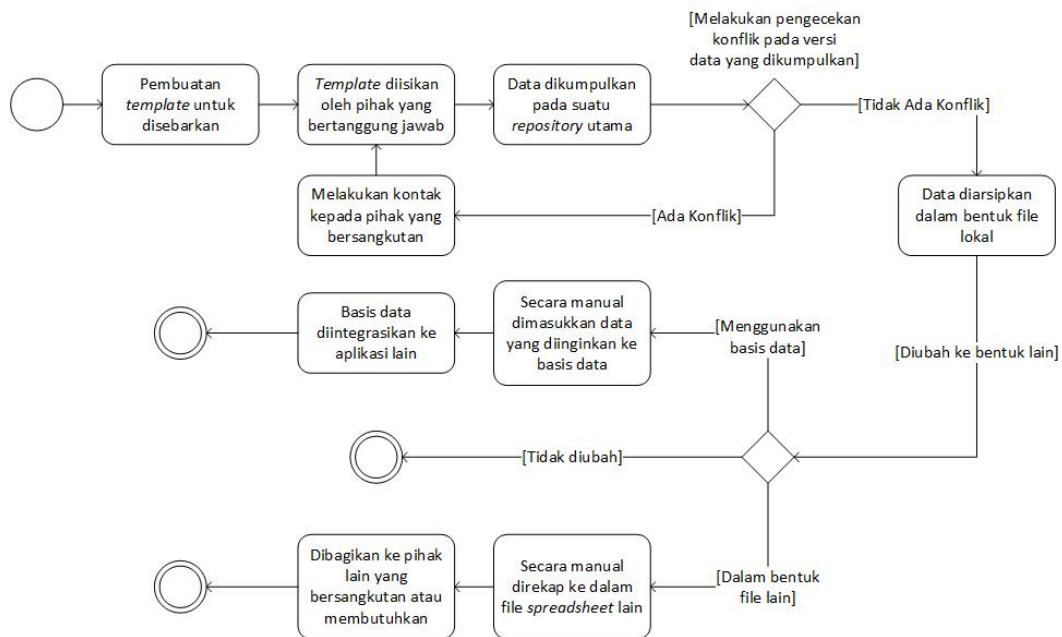 [Melakukan pengecekan
konflik pada versi
data yang dikumpulkan]
Pembuatan
template untuk
disebarkan
Template diisikan
oleh pihak yang
bertanggung jawab
Data dikumpulkan
pada suatu
repository utama
[Tidak Ada Konflik]
Melakukan kontak
kepada pihak yang
bersangkutan
[Ada Konflik]
Data diarsipkan
dalam bentuk file
lokal
Basis data
diintegrasikan ke
aplikasi lain
Secara manual
dimasukkan data
yang diinginkan ke
basis data
[Menggunakan
basis data]
[Diubah ke bentuk lain]
[Tidak diubah]
Dibagikan ke pihak
lain yang
bersangkutan atau
membutuhkan
Secara manual
direkap ke dalam
file spreadsheet lain
[Dalam bentuk
file lain]